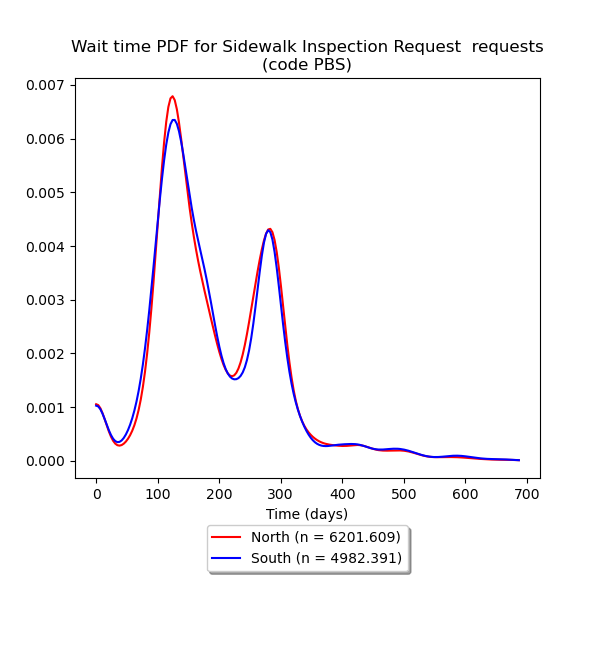 Wait time PDF for Sidewalk Inspection Request  requests
(code PBS)
0.007
0.006
0.005
0.004
0.003
0.002
0.001
0.000
0 100 200 300 400 500 600 700
Time (days)
North (n = 6201.609)
South (n = 4982.391)